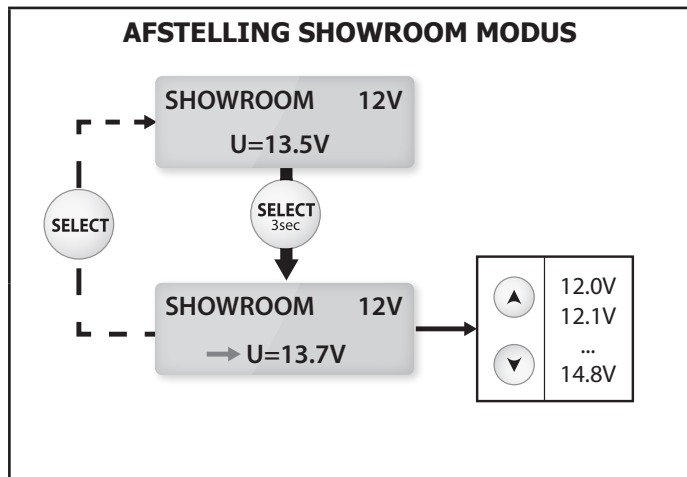 AFSTELLING SHOWROOM MODUS
SHOWROOM 12V
U=13.5V
SELECT
SELECT
3sec
SHOWROOM 12V
U=13.7V
12.0V
12.1V
...
14.8V